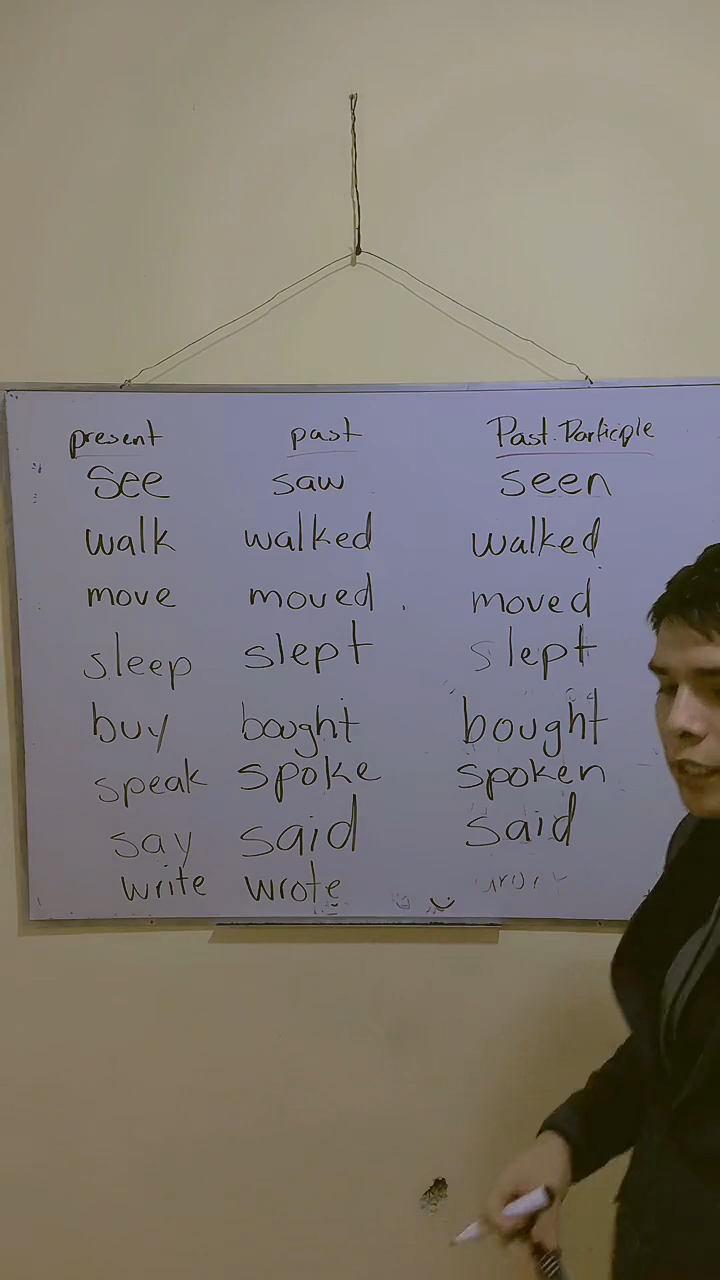 present past Past. Participle
see saw seen
walk walked walked
move moved moved
sleep slept slept
buy bought bought
speak spoke spoken
say said said
write wrote